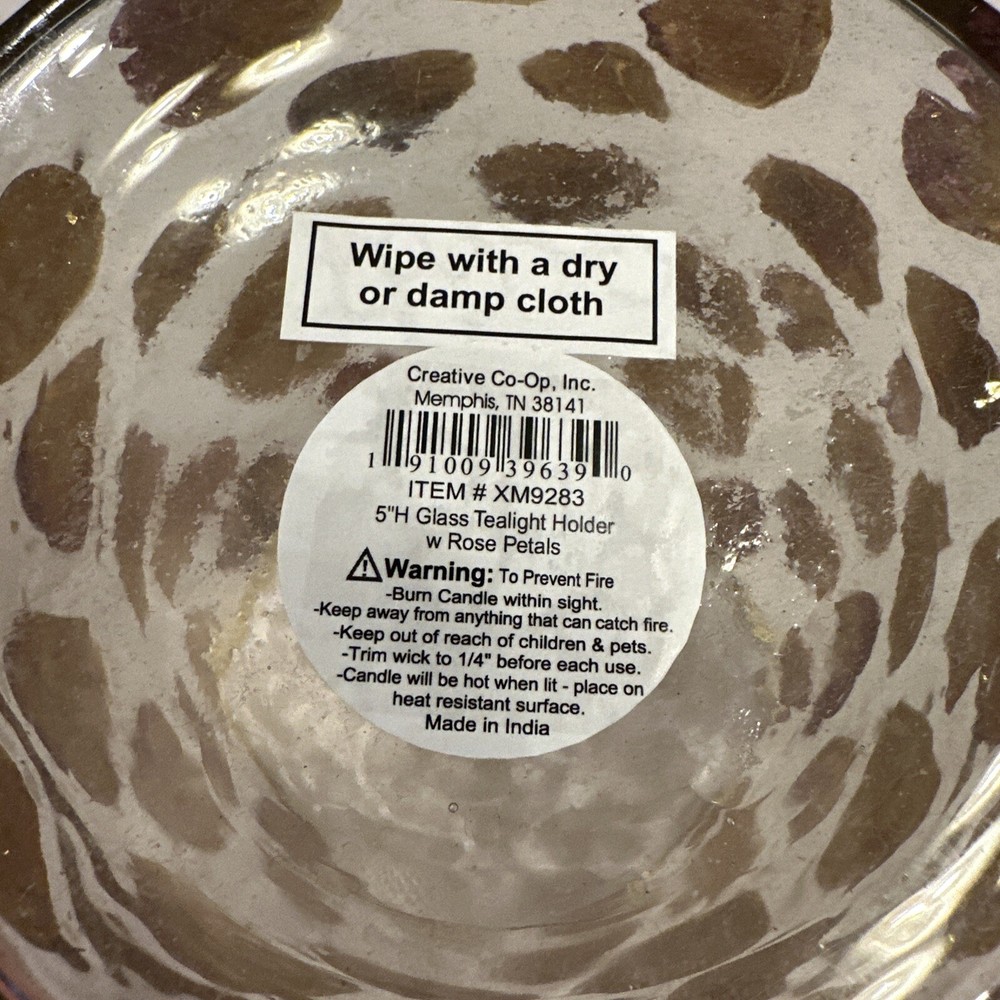 Wipe with a dry
or damp cloth
Creative Co-Op, Inc.
Memphis, TN 38141
1 91009 39639 0
ITEM # XM9283
5"H Glass Tealight Holder
w Rose Petals
Warning: To Prevent Fire
-Burn Candle within sight.
-Keep away from anything that can catch fire.
-Keep out of reach of children & pets.
-Trim wick to 1/4" before each use.
-Candle will be hot when lit - place on
heat resistant surface.
Made in India